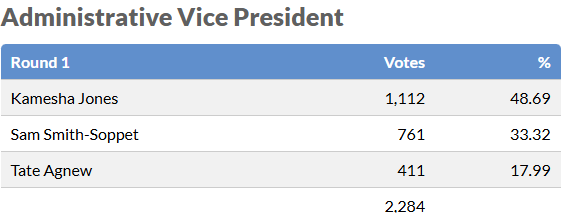 Administrative Vice President
Round 1 Votes %
Kamesha Jones 1,112 48.69
Sam Smith-Soppet 761 33.32
Tate Agnew 411 17.99
2,284